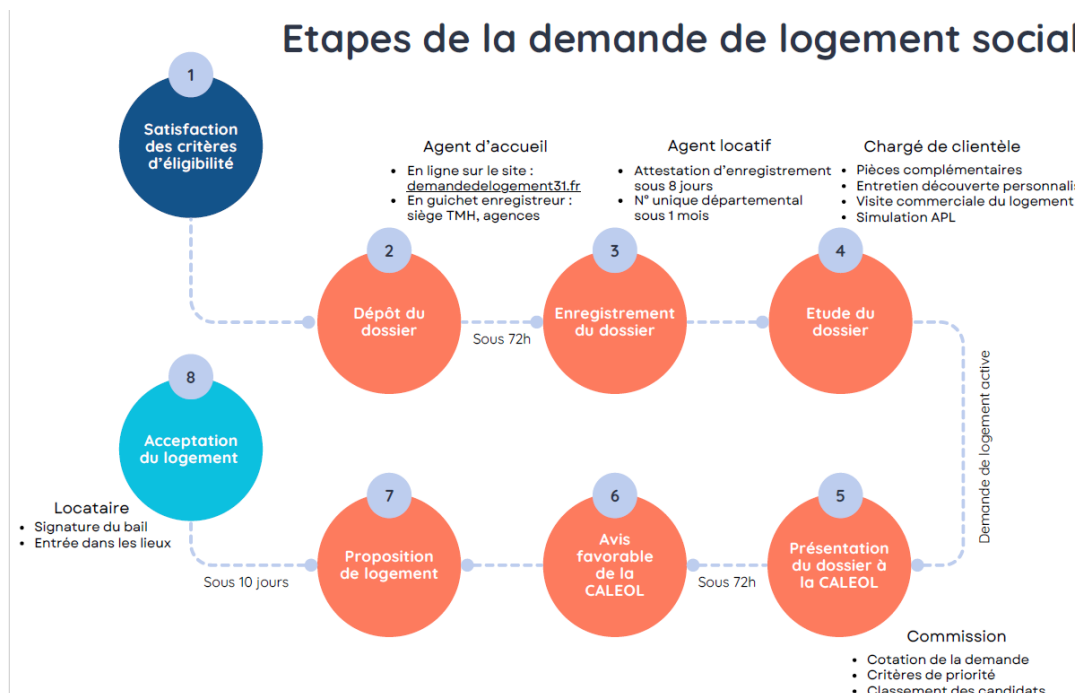 Etapes de la demande de logement social
1
Satisfaction
des critères
d'éligibilité
Agent d'accueil
• En ligne sur le site :
demandedelogement31.fr
• En guichet enregistreur :
siège TMH, agences
Agent locatif
• Attestation d'enregistrement
sous 8 jours
• N° unique départemental
sous 1 mois
Chargé de clientèle
• Pièces complémentaires
• Entretien découverte personnalis
• Visite commerciale du logement
• Simulation APL
2
Dépôt du
dossier
Sous 72h
3
Enregistrement
du dossier
4
Etude du
dossier
Demande de logement active
5
Présentation
du dossier à
la CALEOL
Commission
• Cotation de la demande
• Critères de priorité
• Classement des candidats
Sous 72h
6
Avis
favorable
de la
CALEOL
7
Proposition
de logement
Sous 10 jours
8
Acceptation
du logement
Locataire
• Signature du bail
• Entrée dans les lieux